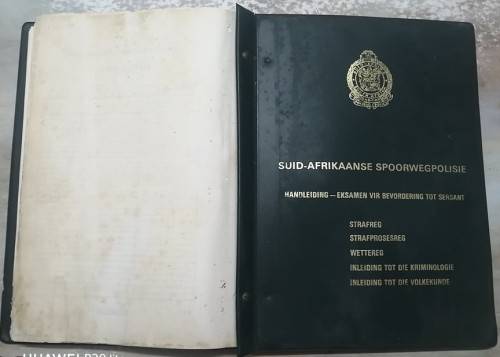 SUID-AFRIKAANSE SPOORWEGPOLISIE
HANDLEIDING – EKSAMEN VIR BEVORDERING TOT SERSANT
STRAFREG
STRAFPROSESREG
WETTEREG
INLEIDING TOT DIE KRIMINOLOGIE
INLEIDING TOT DIE VOLKEKUNDE
HUAWEI